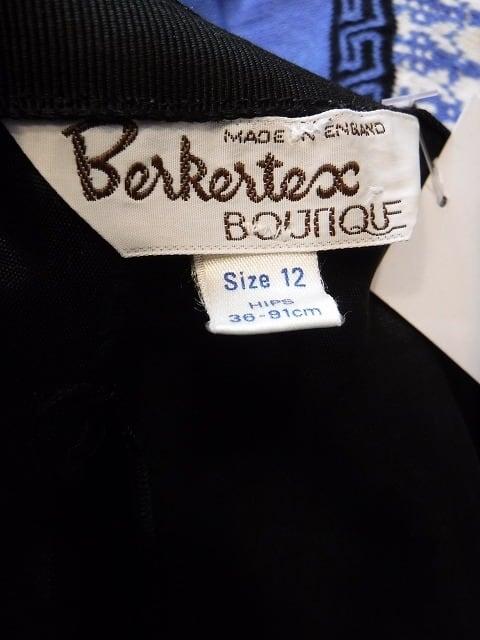 MADE IN ENGLAND
Berkertex
BOUTIQUE
Size 12
HIPS
36-91cm